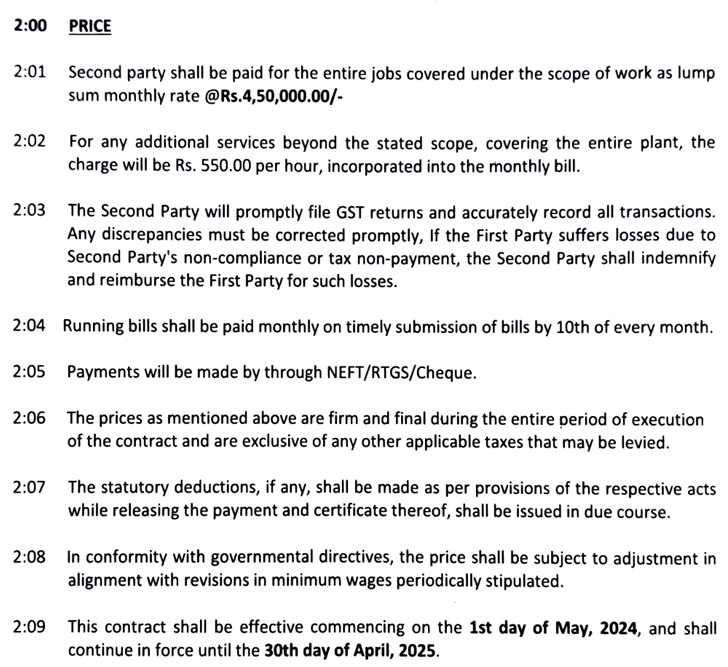 2:00 PRICE
2:01 Second party shall be paid for the entire jobs covered under the scope of work as lump
sum monthly rate @Rs.4,50,000.00/-
2:02 For any additional services beyond the stated scope, covering the entire plant, the
charge will be Rs. 550.00 per hour, incorporated into the monthly bill.
2:03 The Second Party will promptly file GST returns and accurately record all transactions.
Any discrepancies must be corrected promptly, If the First Party suffers losses due to
Second Party's non-compliance or tax non-payment, the Second Party shall indemnify
and reimburse the First Party for such losses.
2:04 Running bills shall be paid monthly on timely submission of bills by 10th of every month.
2:05 Payments will be made by through NEFT/RTGS/Cheque.
2:06 The prices as mentioned above are firm and final during the entire period of execution
of the contract and are exclusive of any other applicable taxes that may be levied.
2:07 The statutory deductions, if any, shall be made as per provisions of the respective acts
while releasing the payment and certificate thereof, shall be issued in due course.
2:08 In conformity with governmental directives, the price shall be subject to adjustment in
alignment with revisions in minimum wages periodically stipulated.
2:09 This contract shall be effective commencing on the 1st day of May, 2024, and shall
continue in force until the 30th day of April, 2025.